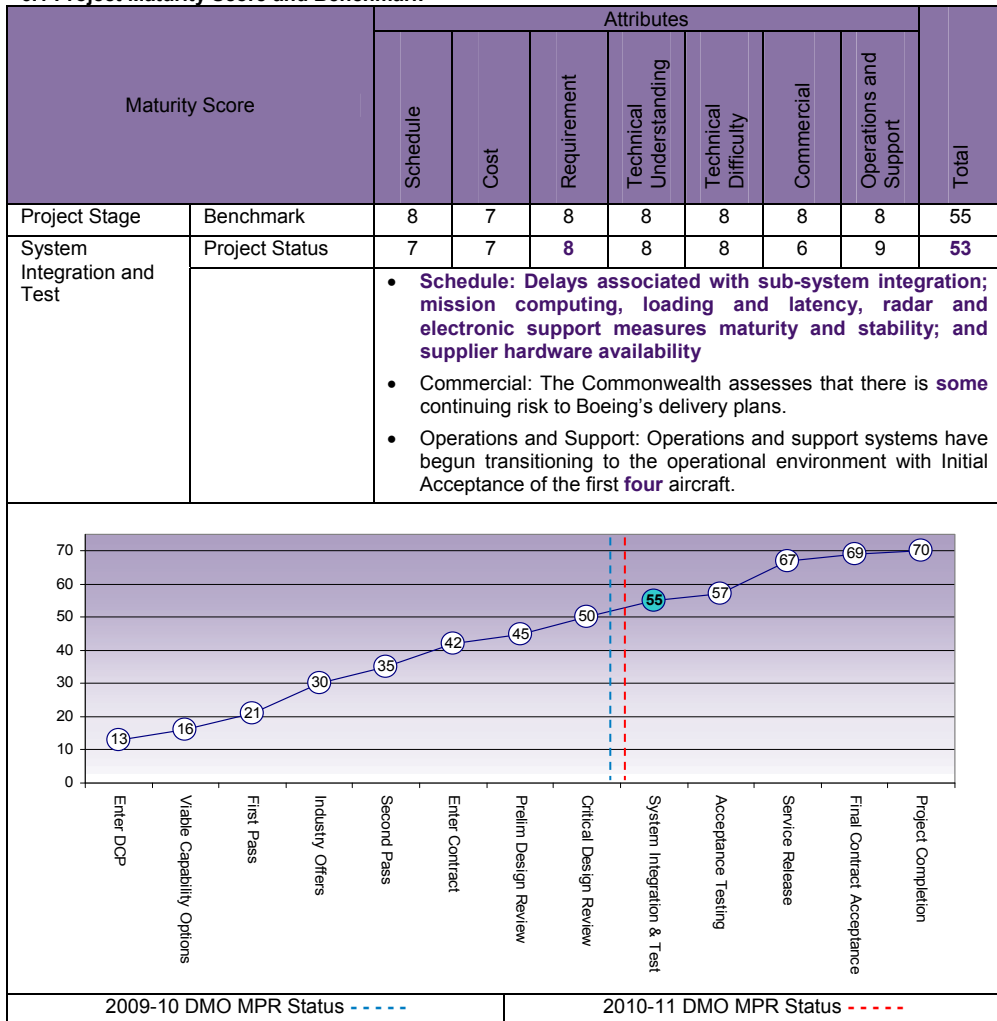 Attributes
Maturity Score
Schedule
Cost
Requirement
Technical Understanding
Technical Difficulty
Commercial
Operations and Support
Total
Project Stage Benchmark 8 7 8 8 8 8 8 55
System Integration and Test Project Status 7 7 8 8 8 6 9 53
• Schedule: Delays associated with sub-system integration;
mission computing, loading and latency, radar and
electronic support measures maturity and stability; and
supplier hardware availability
• Commercial: The Commonwealth assesses that there is some
continuing risk to Boeing's delivery plans.
• Operations and Support: Operations and support systems have
begun transitioning to the operational environment with Initial
Acceptance of the first four aircraft.
70
60
50
40
30
20
10
0
13
16
21
30
35
42
45
50
55
57
67
69
70
Enter DCP
Viable Capability Options
First Pass
Industry Offers
Second Pass
Enter Contract
Prelim Design Review
Critical Design Review
System Integration & Test
Acceptance Testing
Service Release
Final Contract Acceptance
Project Completion
2009-10 DMO MPR Status - - - - -
2010-11 DMO MPR Status - - - - -